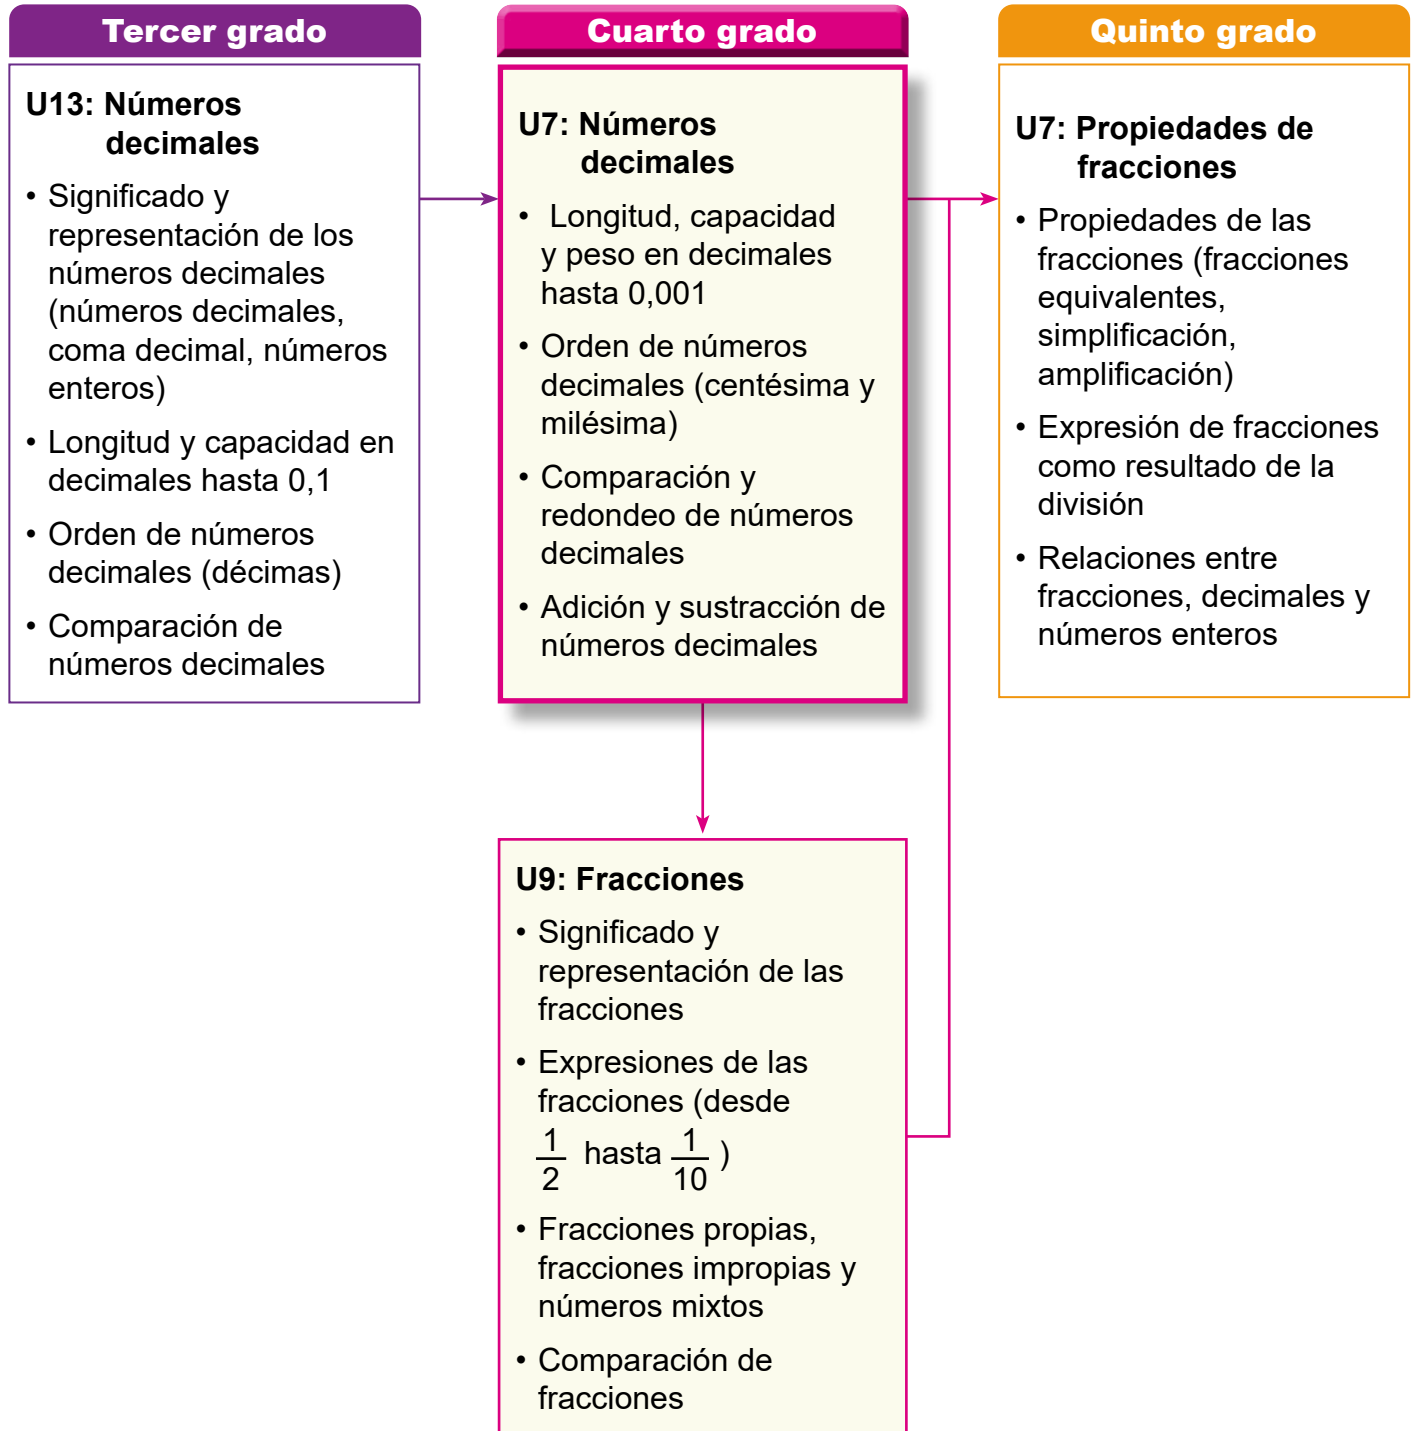 Tercer grado
U13: Números
decimales
• Significado y
representación de los
números decimales
(números decimales,
coma decimal, números
enteros)
• Longitud y capacidad en
decimales hasta 0,1
• Orden de números
decimales (décimas)
• Comparación de
números decimales
Cuarto grado
U7: Números
decimales
• Longitud, capacidad
y peso en decimales
hasta 0,001
• Orden de números
decimales (centésima y
milésima)
• Comparación y
redondeo de números
decimales
• Adición y sustracción de
números decimales
U9: Fracciones
• Significado y
representación de las
fracciones
• Expresiones de las
fracciones (desde
1/2 hasta 1/10 )
• Fracciones propias,
fracciones impropias y
números mixtos
• Comparación de
fracciones
Quinto grado
U7: Propiedades de
fracciones
• Propiedades de las
fracciones (fracciones
equivalentes,
simplificación,
amplificación)
• Expresión de fracciones
como resultado de la
división
• Relaciones entre
fracciones, decimales y
números enteros